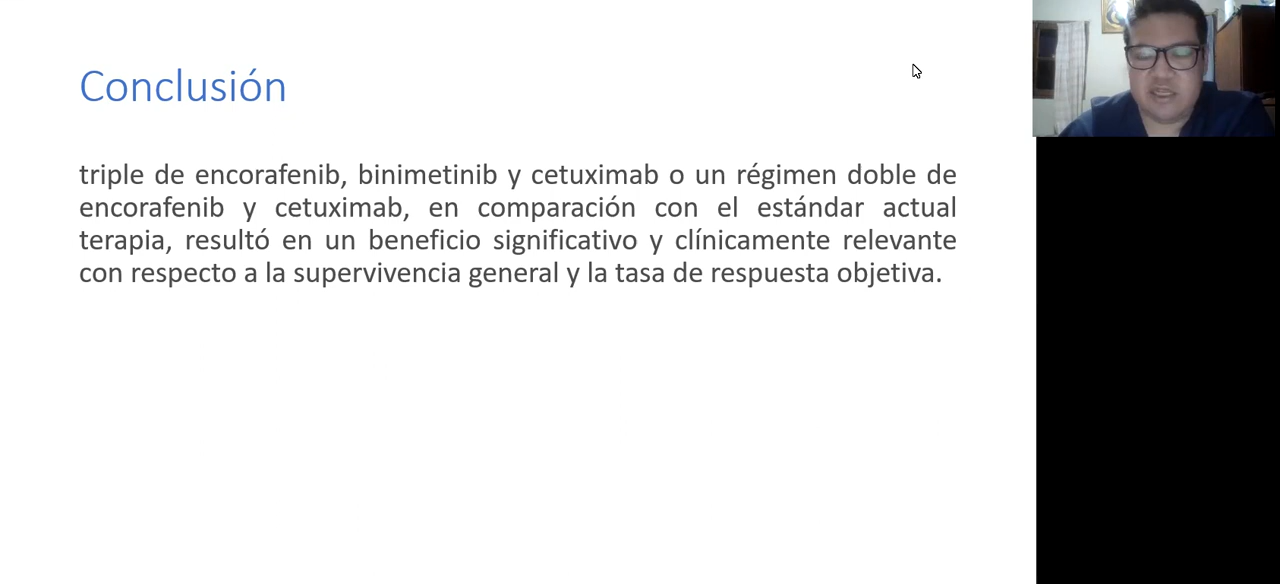 Conclusión
triple de encorafenib, binimetinib y cetuximab o un régimen doble de
encorafenib y cetuximab, en comparación con el estándar actual
terapia, resultó en un beneficio significativo y clínicamente relevante
con respecto a la supervivencia general y la tasa de respuesta objetiva.